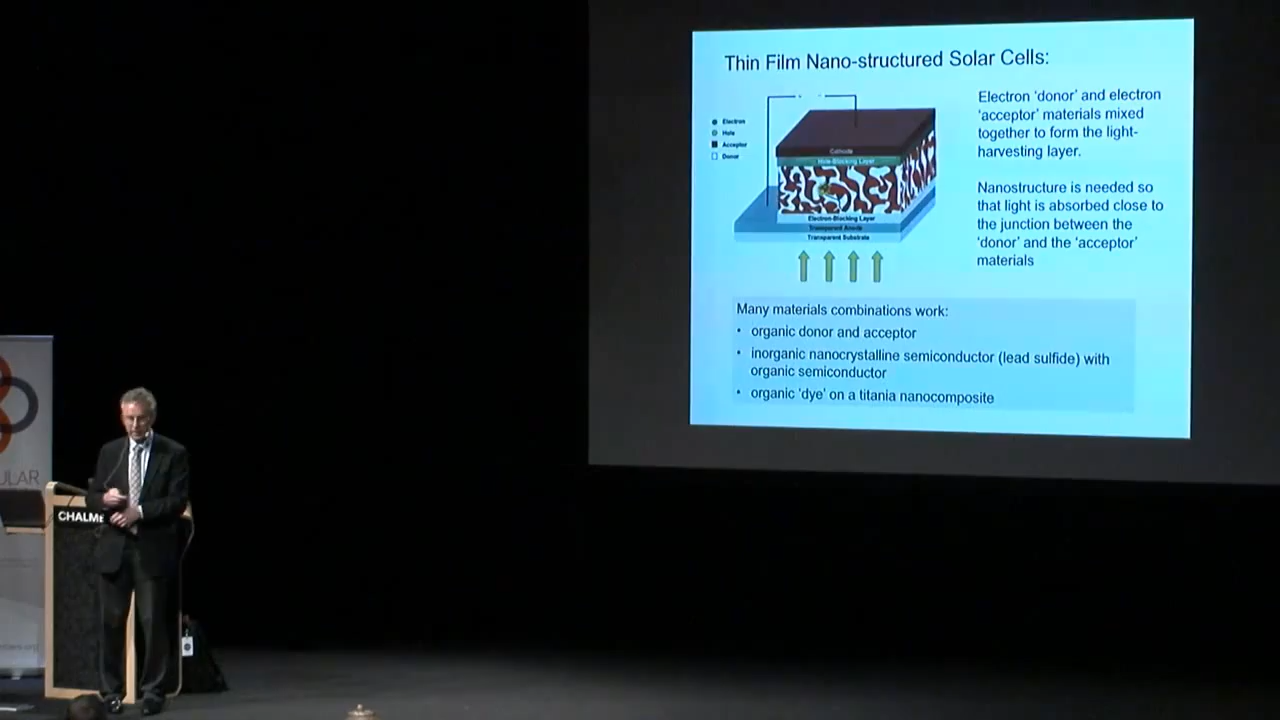 Thin Film Nano-structured Solar Cells:
Electron
Hole
Acceptor
Donor
Cathode
Hole-Blocking Layer
Electron-Blocking Layer
Transparent Anode
Transparent Substrate
Electron ‘donor’ and electron
‘acceptor’ materials mixed
together to form the light-
harvesting layer.
Nanostructure is needed so
that light is absorbed close to
the junction between the
‘donor’ and the ‘acceptor’
materials
Many materials combinations work:
• organic donor and acceptor
• inorganic nanocrystalline semiconductor (lead sulfide) with
organic semiconductor
• organic ‘dye’ on a titania nanocomposite
ULAR
CHALME